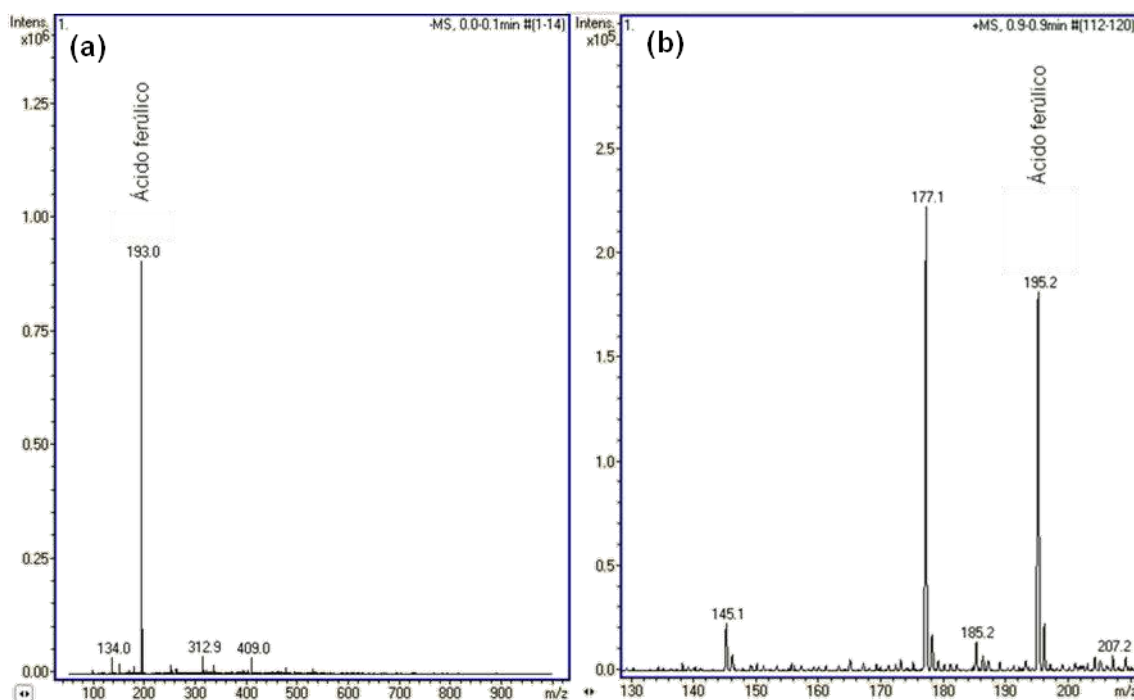 Intens.
x10⁶
1.
-MS, 0.0-0.1min #(1-14)
(a)
Ácido ferúlico
1.25
1.00
0.75
0.50
0.25
0.00
193.0
134.0
312.9
409.0
100 200 300 400 500 600 700 800 900 m/z
Intens.
x10⁵
1.
+MS, 0.9-0.9min #(112-120)
(b)
Ácido ferúlico
2.5
2.0
1.5
1.0
0.5
0.0
177.1
195.2
145.1
185.2
207.2
130 140 150 160 170 180 190 200 m/